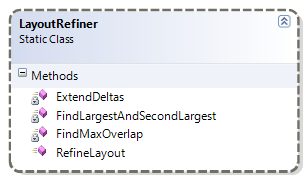 LayoutRefiner
Static Class
Methods
ExtendDeltas
FindLargestAndSecondLargest
FindMaxOverlap
RefineLayout